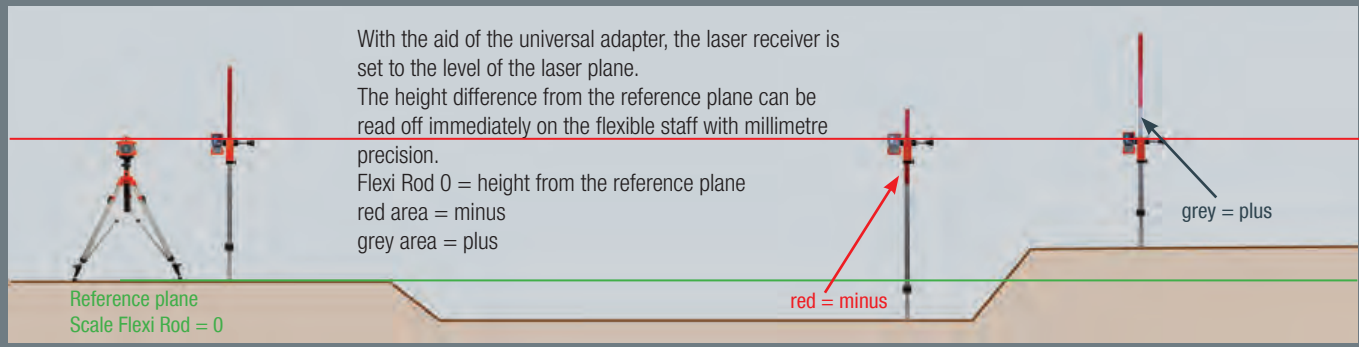 With the aid of the universal adapter, the laser receiver is
set to the level of the laser plane.
The height difference from the reference plane can be
read off immediately on the flexible staff with millimetre
precision.
Flexi Rod 0 = height from the reference plane
red area = minus
grey area = plus
grey = plus
red = minus
Reference plane
Scale Flexi Rod = 0